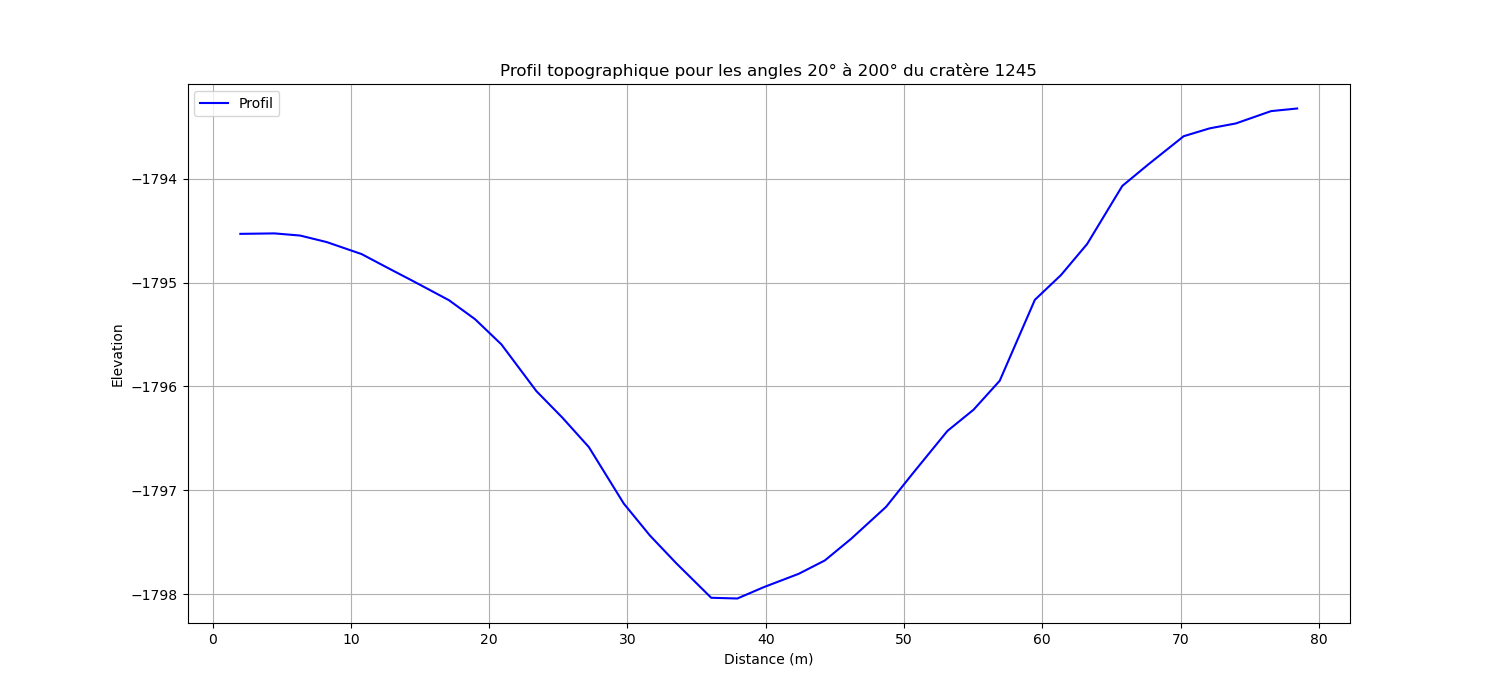 Profil topographique pour les angles 20° à 200° du cratère 1245
Profil
−1794
−1795
−1796
−1797
−1798
Elevation
0 10 20 30 40 50 60 70 80
Distance (m)